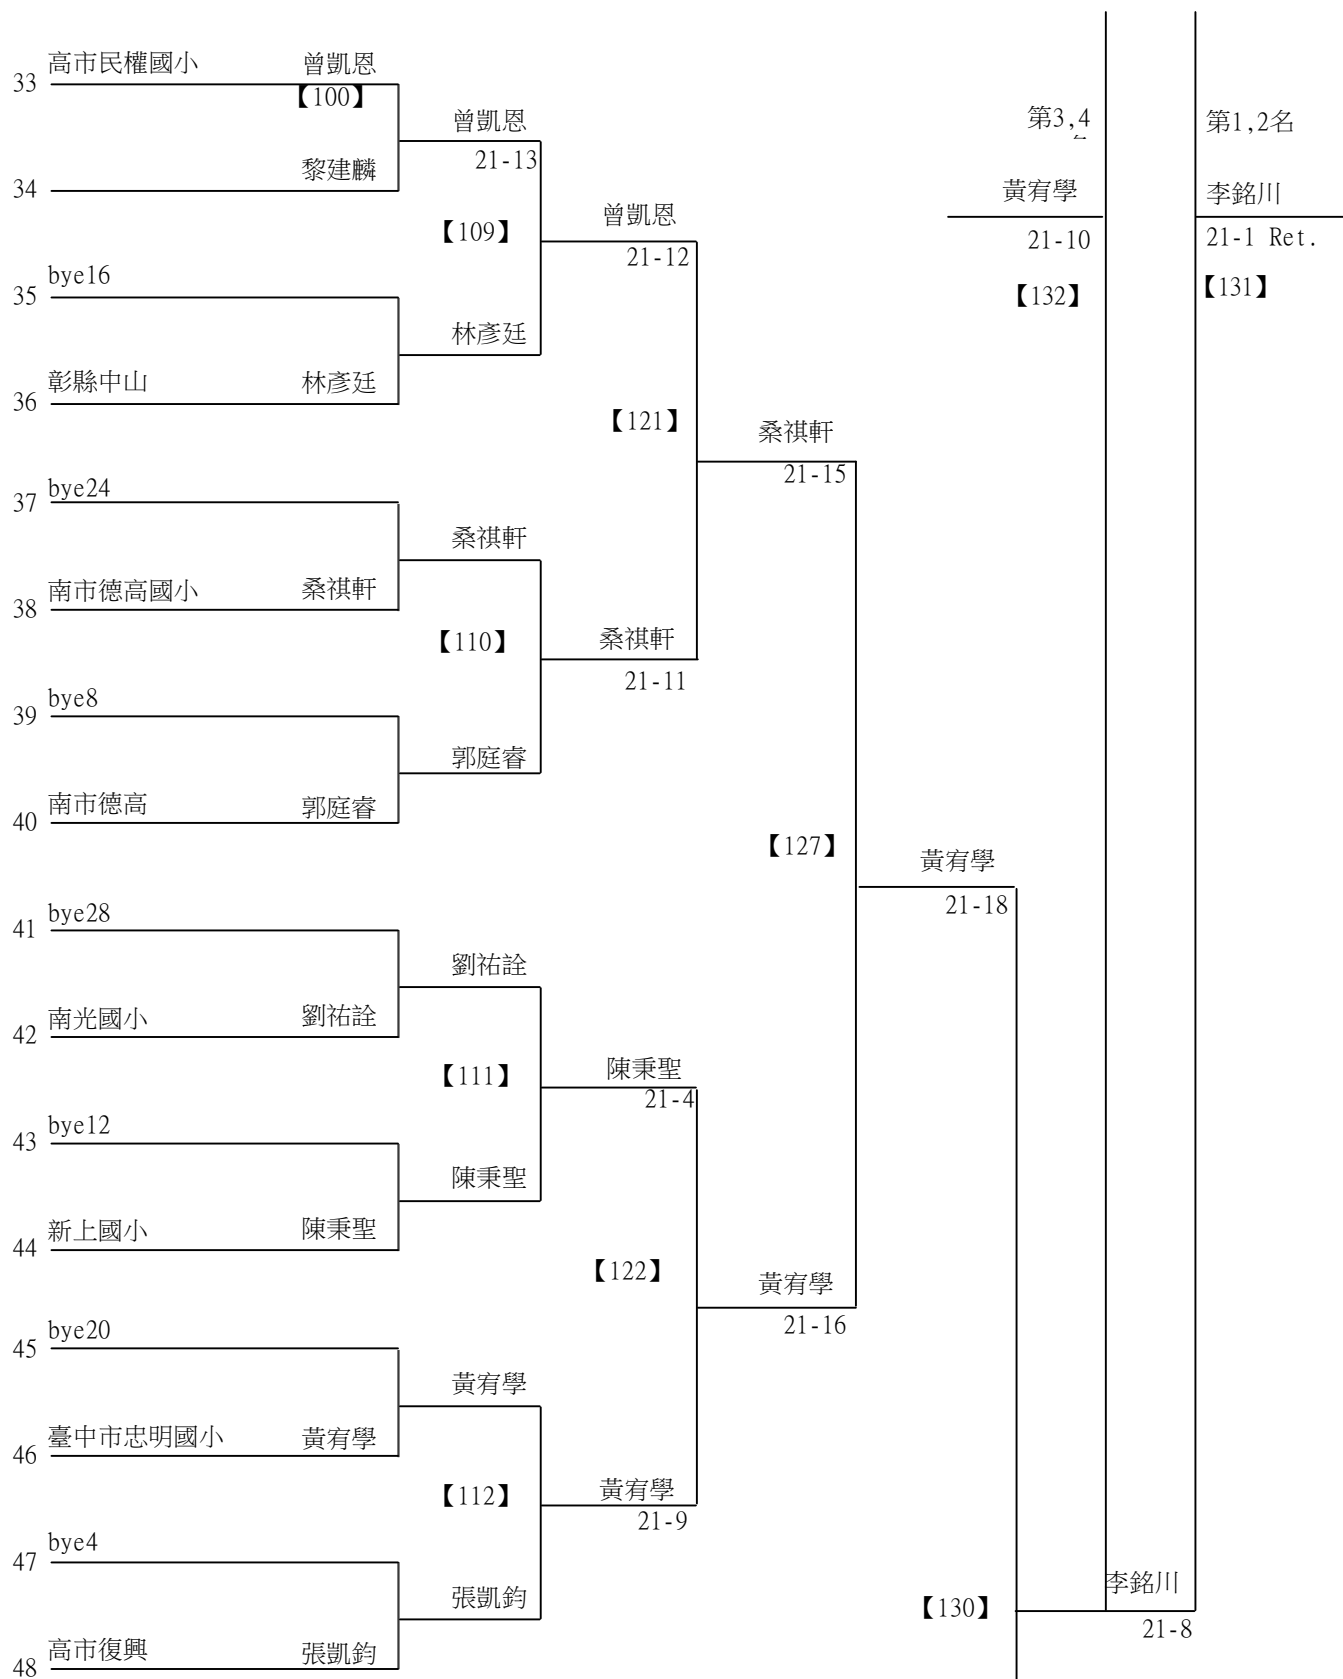 33 高市民權國小 曾凱恩
【100】
曾凱恩
21-13
34 黎建麟
【109】
曾凱恩
21-12
35 bye16
林彥廷
36 彰縣中山 林彥廷
【121】
桑祺軒
21-15
37 bye24
桑祺軒
38 南市德高國小 桑祺軒
【110】
桑祺軒
21-11
39 bye8
郭庭睿
40 南市德高 郭庭睿
【127】
黃宥學
21-18
41 bye28
劉祐詮
42 南光國小 劉祐詮
【111】
陳秉聖
21-4
43 bye12
陳秉聖
44 新上國小 陳秉聖
【122】
黃宥學
21-16
45 bye20
黃宥學
46 臺中市忠明國小 黃宥學
【112】
黃宥學
21-9
47 bye4
張凱鈞
48 高市復興 張凱鈞
【130】
李銘川
21-8
第3,4
黃宥學
21-10
【132】
第1,2名
李銘川
21-1 Ret.
【131】